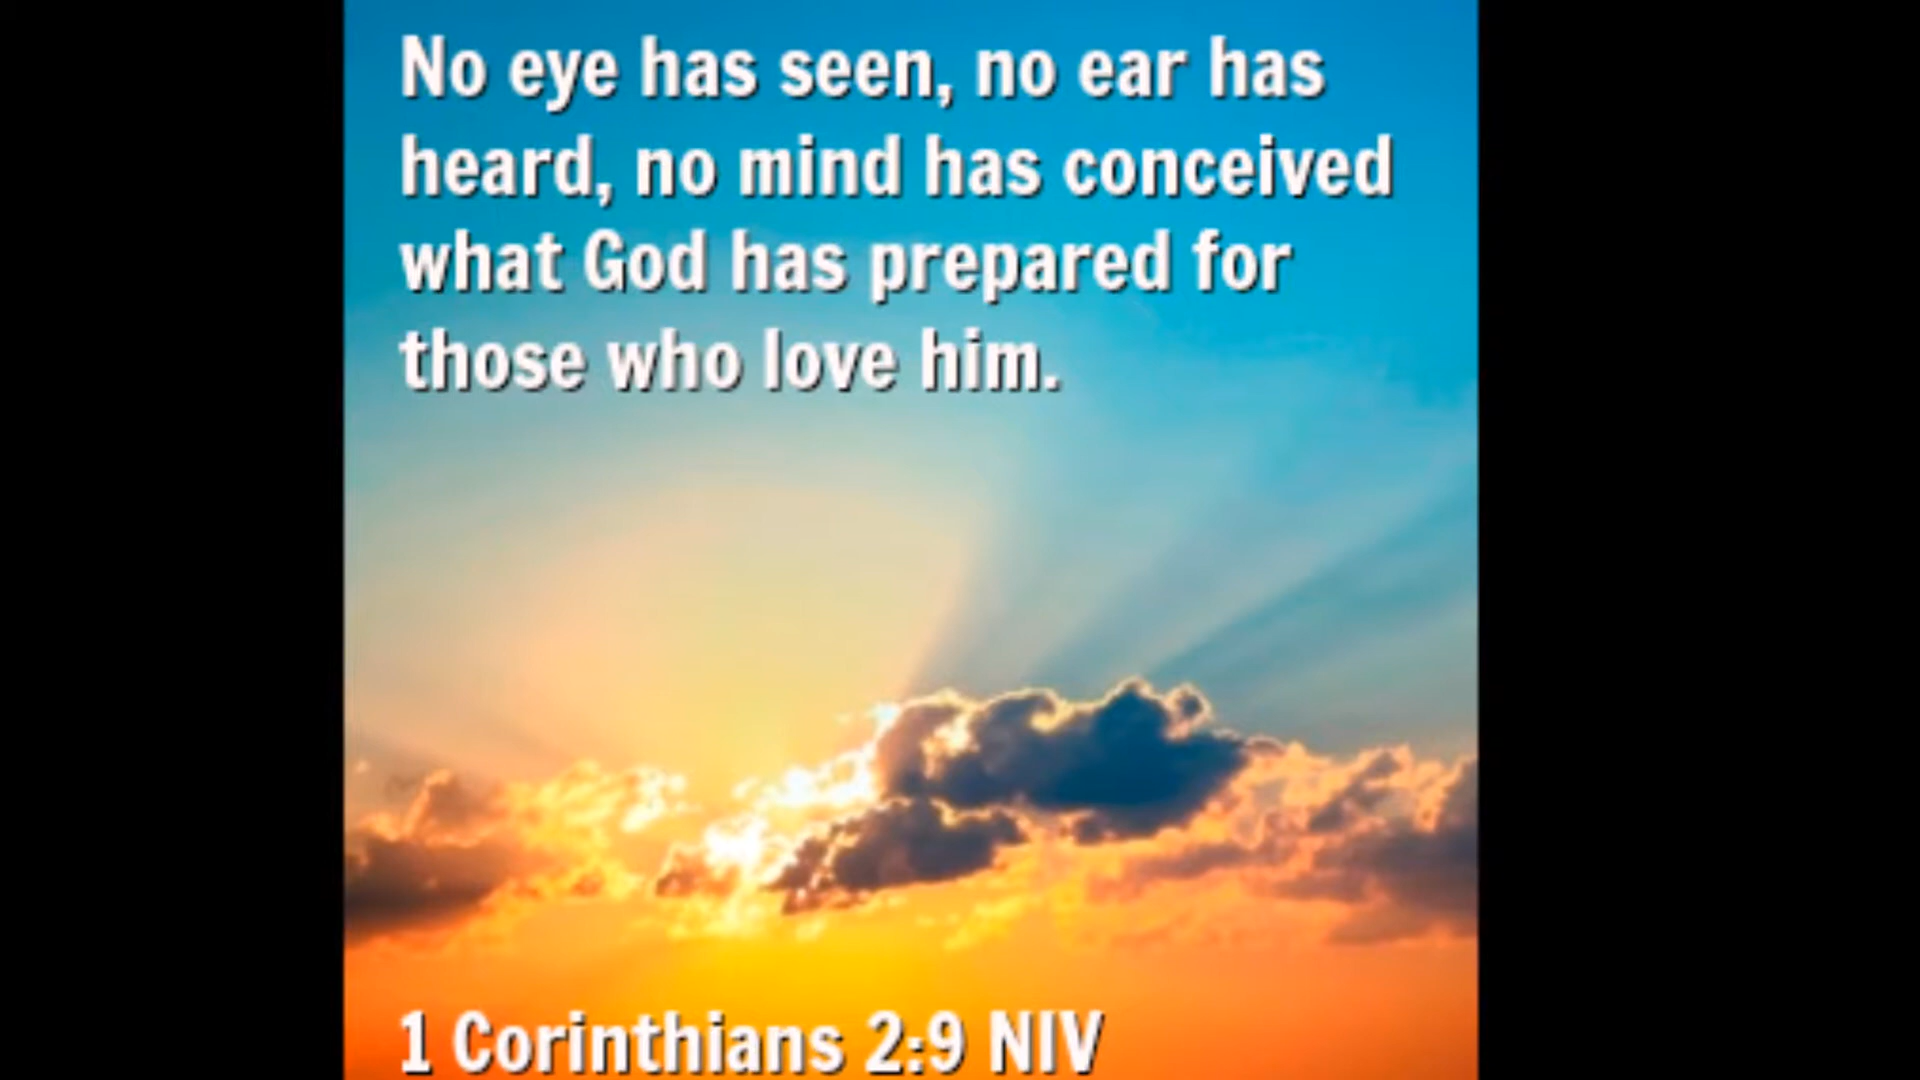 No eye has seen, no ear has
heard, no mind has conceived
what God has prepared for
those who love him.
1 Corinthians 2:9 NIV